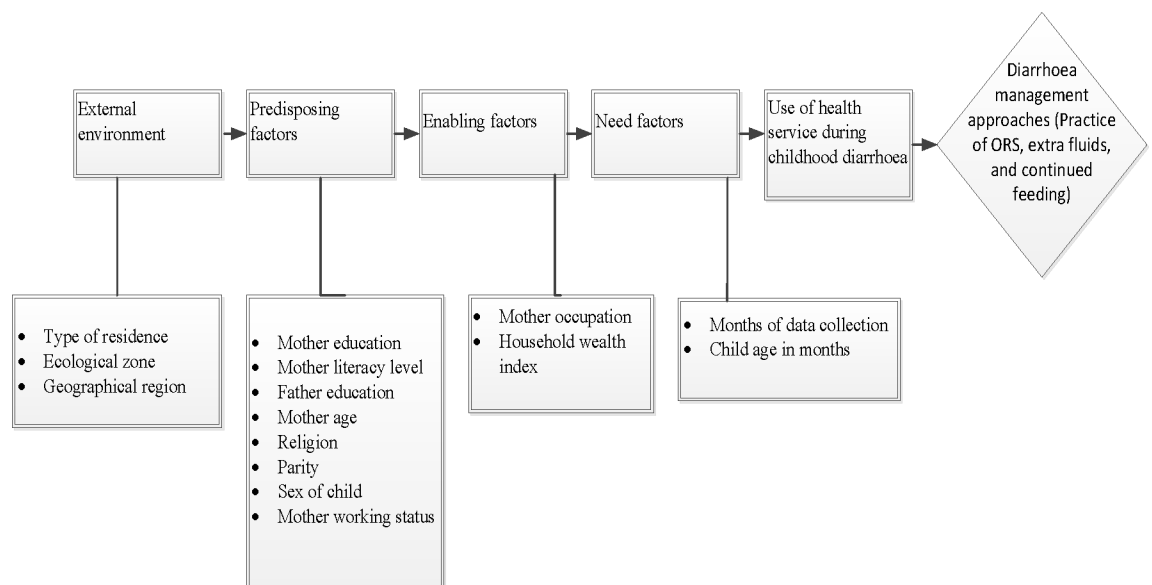 External
environment
Predisposing
factors
Enabling factors
Need factors
Use of health
service during
childhood diarrhoea
Diarrhoea
management
approaches (Practice
of ORS, extra fluids,
and continued
feeding)
• Type of residence
• Ecological zone
• Geographical region
• Mother education
• Mother literacy level
• Father education
• Mother age
• Religion
• Parity
• Sex of child
• Mother working status
• Mother occupation
• Household wealth
index
• Months of data collection
• Child age in months